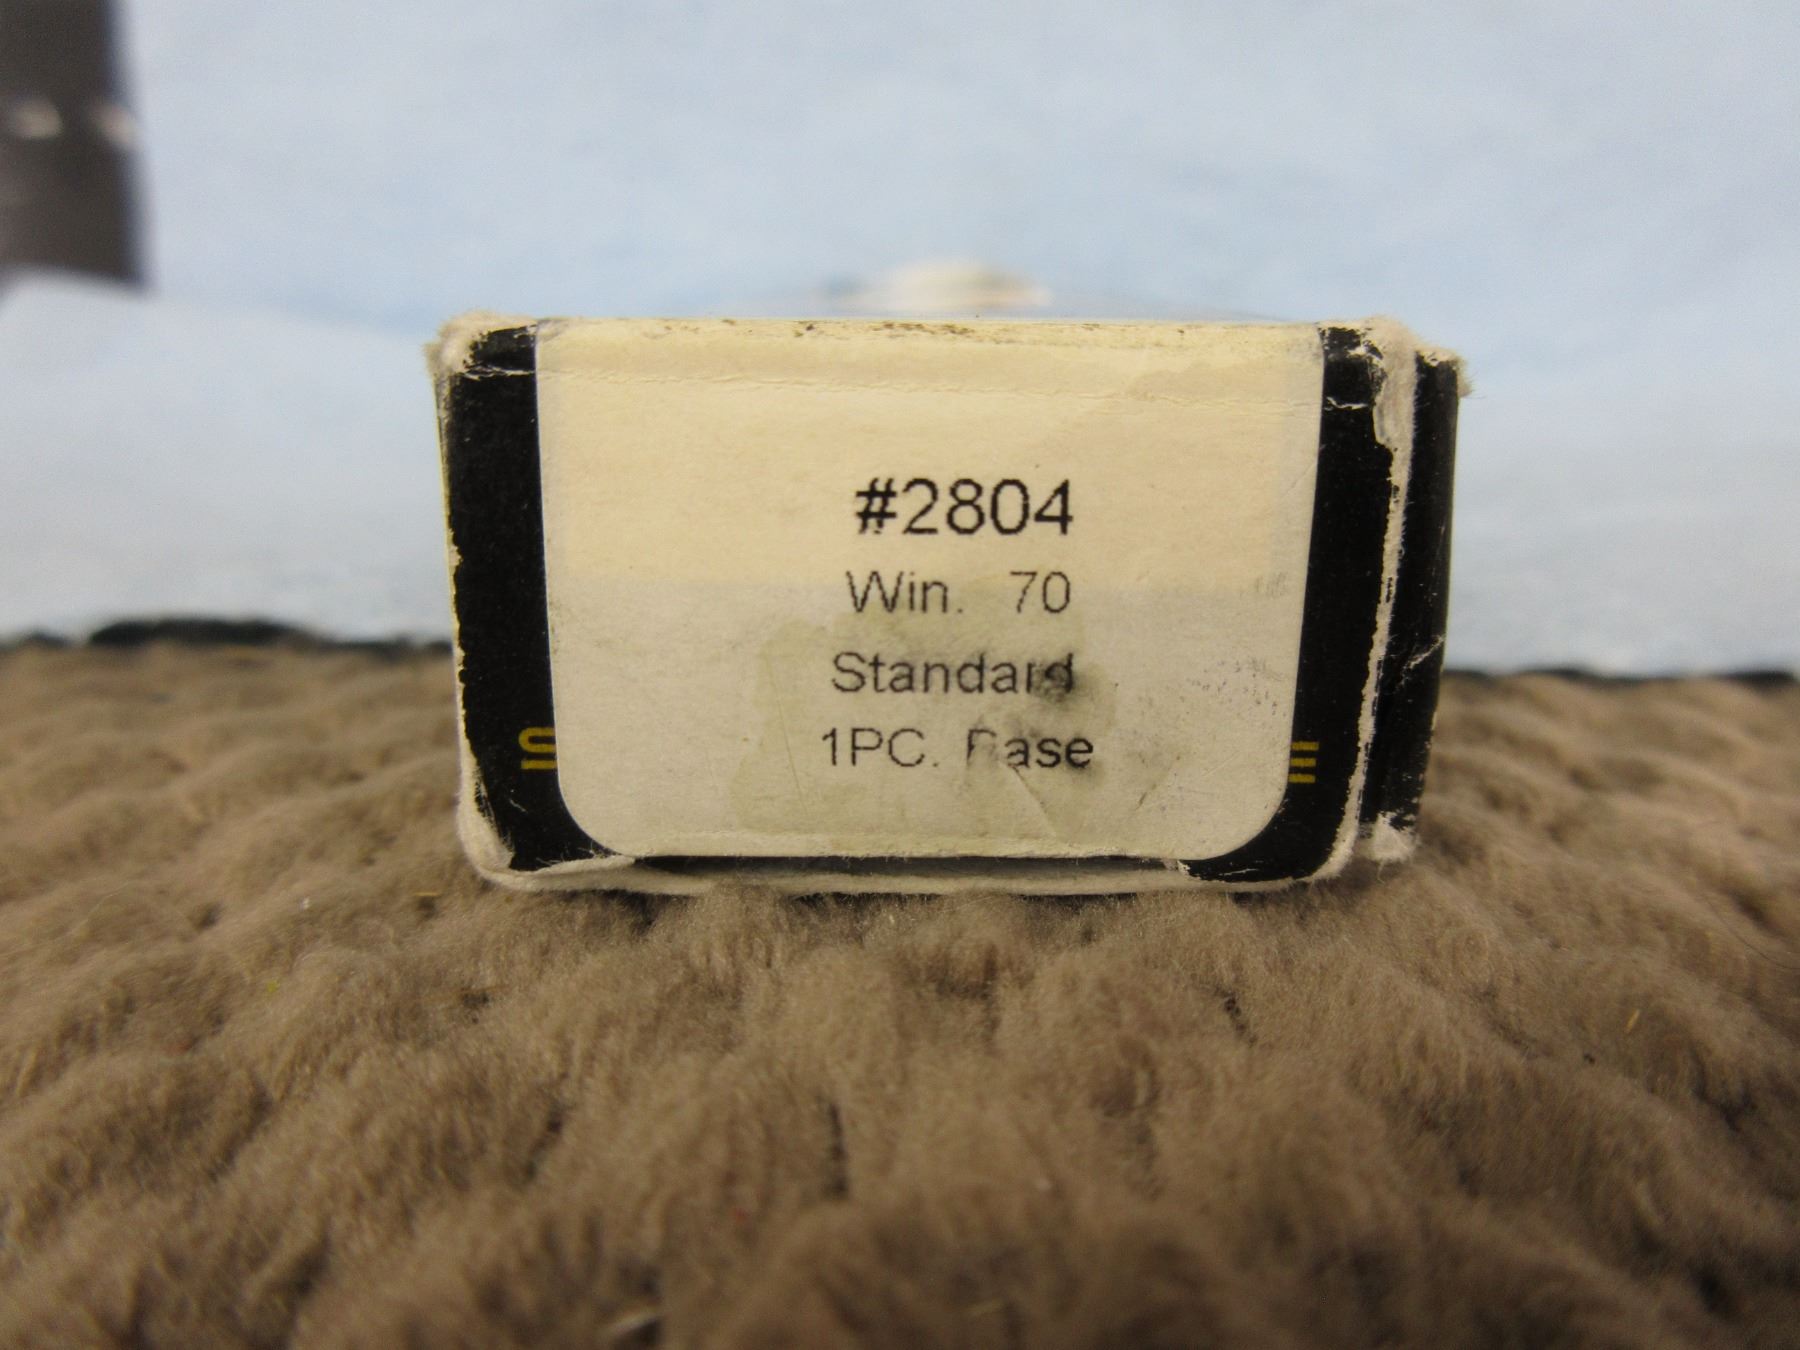 #2804
Win. 70
Standard
1PC. Base